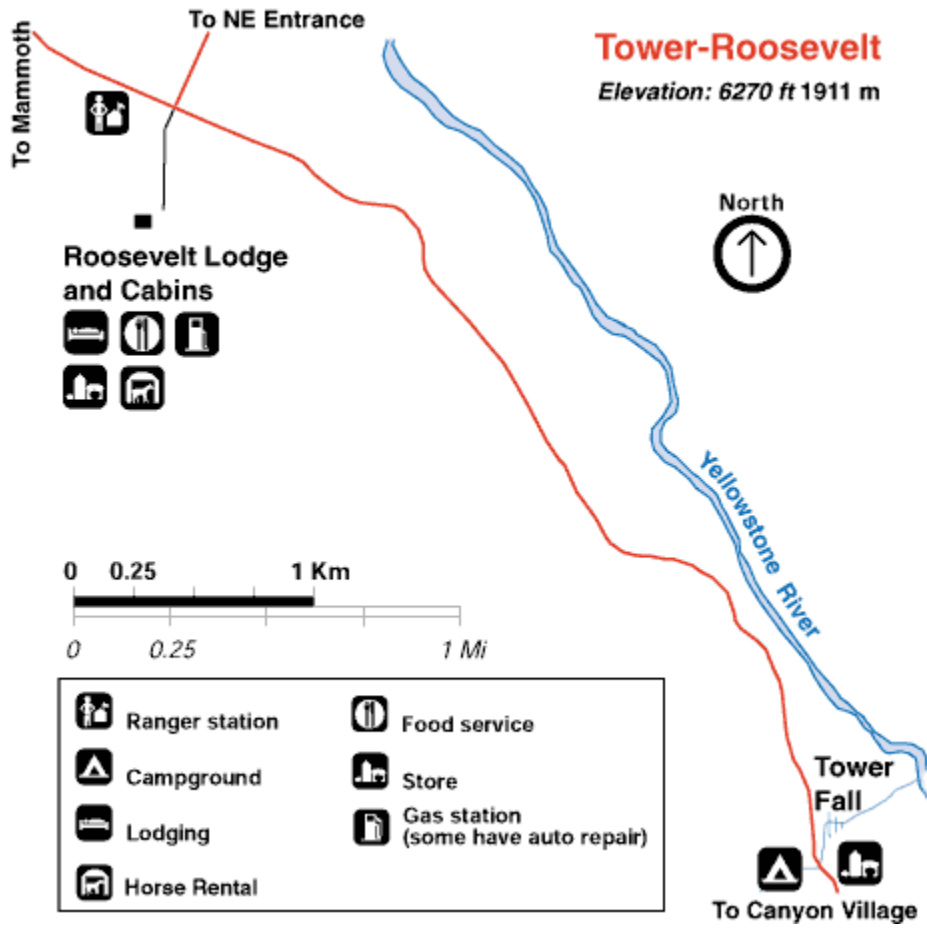 To NE Entrance
To Mammoth
Tower-Roosevelt
Elevation: 6270 ft 1911 m
North
Roosevelt Lodge
and Cabins
Yellowstone River
0 0.25 1 Km
0 0.25 1 Mi
Ranger station
Campground
Lodging
Horse Rental
Food service
Store
Gas station
(some have auto repair)
Tower
Fall
To Canyon Village